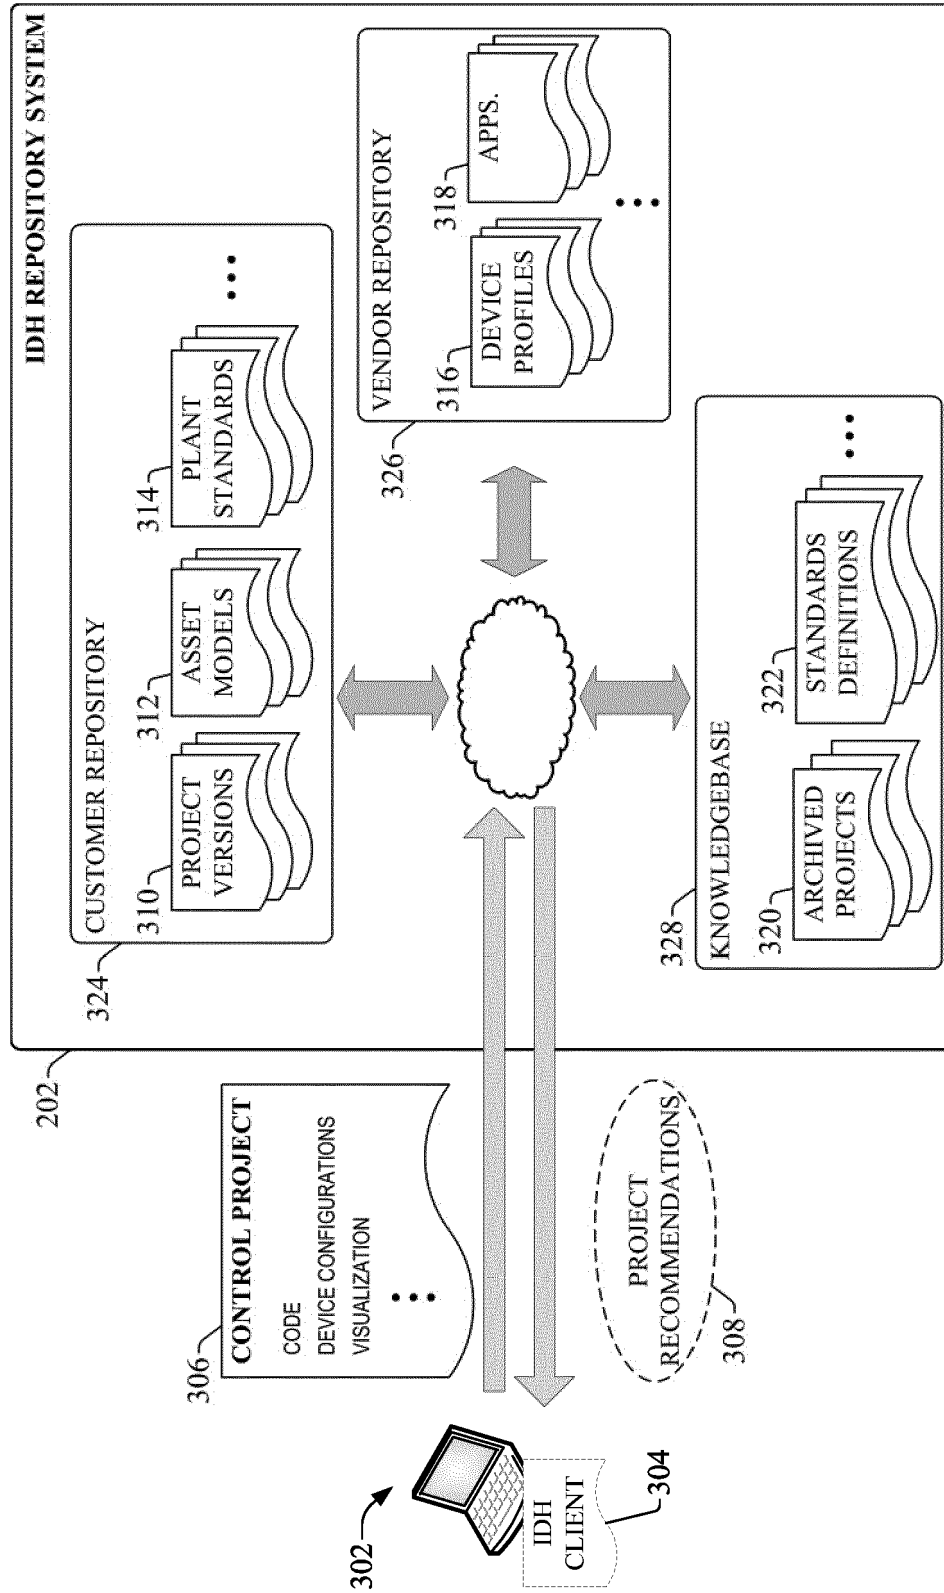 IDH REPOSITORY SYSTEM
202
CUSTOMER REPOSITORY
324
310
PROJECT
VERSIONS
312
ASSET
MODELS
314
PLANT
STANDARDS
VENDOR REPOSITORY
326
316
DEVICE
PROFILES
318
APPS.
KNOWLEDGEBASE
328
320
ARCHIVED
PROJECTS
322
STANDARDS
DEFINITIONS
306
CONTROL PROJECT
CODE
DEVICE CONFIGURATIONS
VISUALIZATION
PROJECT
RECOMMENDATIONS
308
302
IDH
CLIENT
304